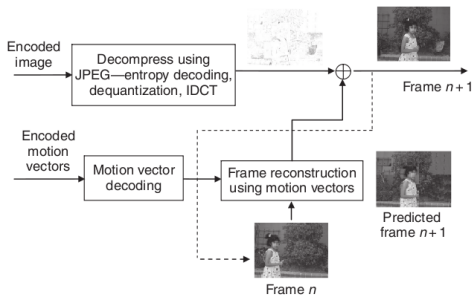 Encoded
image
Decompress using
JPEG—entropy decoding,
dequantization, IDCT
Frame n+1
Encoded
motion
vectors
Motion vector
decoding
Frame reconstruction
using motion vectors
Predicted
frame n+1
Frame n